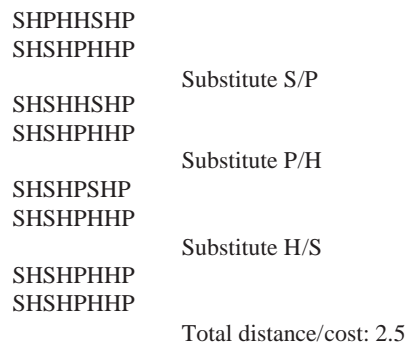 SHPHHSHP
SHSHPHHP
Substitute S/P
SHSHHSHP
SHSHPHHP
Substitute P/H
SHSHPSHP
SHSHPHHP
Substitute H/S
SHSHPHHP
SHSHPHHP
Total distance/cost: 2.5